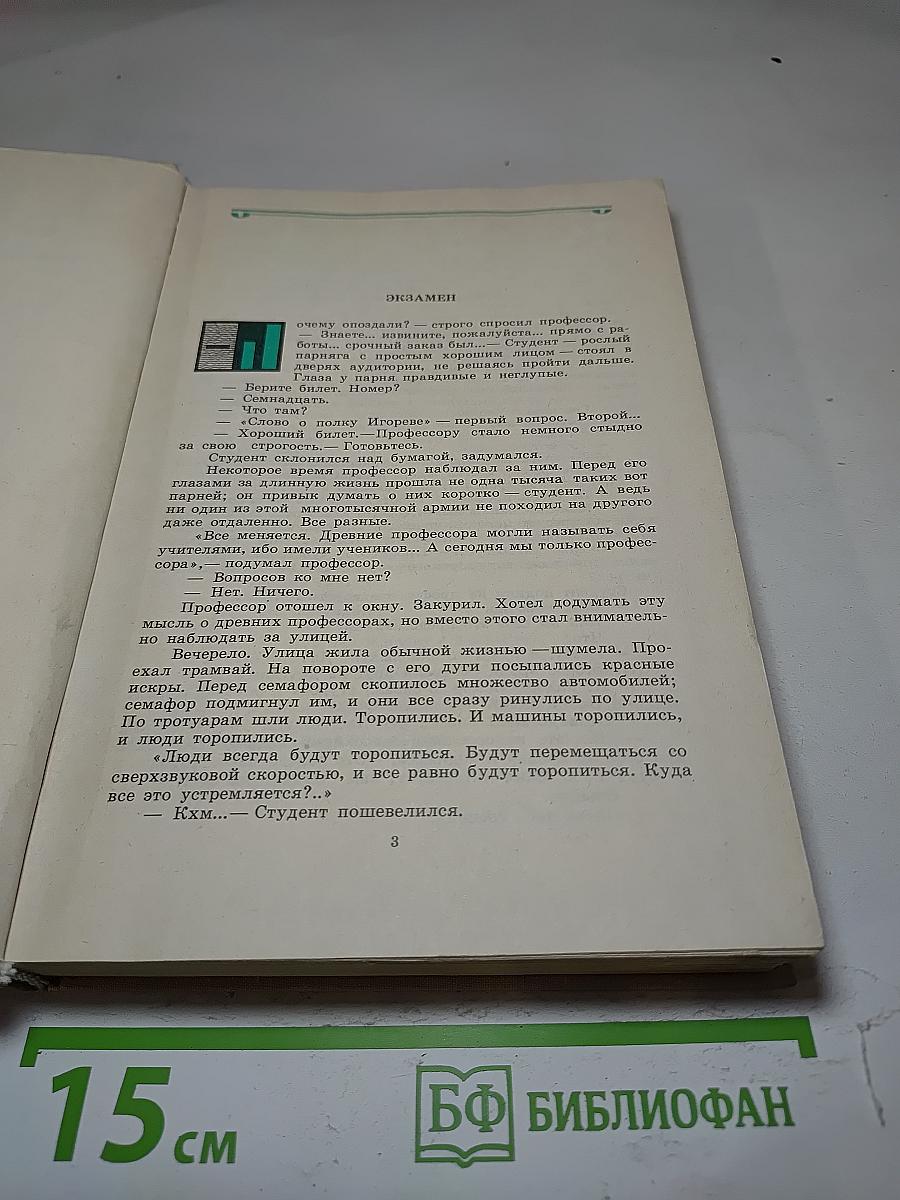 ЭКЗАМЕН
— Почему опоздали? — строго спросил профессор.
— Знаете... извините, пожалуйста... прямо с ра-
боты... срочный заказ был...— Студент — рослый
парняга с простым хорошим лицом — стоял в
дверях аудитории, не решаясь пройти дальше.
Глаза у парня правдивые и неглупые.
— Берите билет. Номер?
— Семнадцать.
— Что там?
— «Слово о полку Игореве» — первый вопрос. Второй...
— Хороший билет.—Профессору стало немного стыдно
за свою строгость.— Готовьтесь.
Студент склонился над бумагой, задумался.
Некоторое время профессор наблюдал за ним. Перед его
глазами за длинную жизнь прошла не одна тысяча таких вот
парней; он привык думать о них коротко — студент. А ведь
ни один из этой многотысячной армии не походил на другого
даже отдаленно. Все разные.
«Все меняется. Древние профессора могли называть себя
учителями, ибо имели учеников... А сегодня мы только профес-
сора»,— подумал профессор.
— Вопросов ко мне нет?
— Нет. Ничего.
Профессор отошел к окну. Закурил. Хотел додумать эту
мысль о древних профессорах, но вместо этого стал вниматель-
но наблюдать за улицей.
Вечерело. Улица жила обычной жизнью —шумела. Про-
ехал трамвай. На повороте с его дуги посыпались красные
искры. Перед семафором скопилось множество автомобилей;
семафор подмигнул им, и они все сразу ринулись по улице.
По тротуарам шли люди. Торопились. И машины торопились,
и люди торопились.
«Люди всегда будут торопиться. Будут перемещаться со
сверхзвуковой скоростью, и все равно будут торопиться. Куда
все это устремляется?..»
— Кхм...— Студент пошевелился.
3
15 см
БФ БИБЛИОФАН